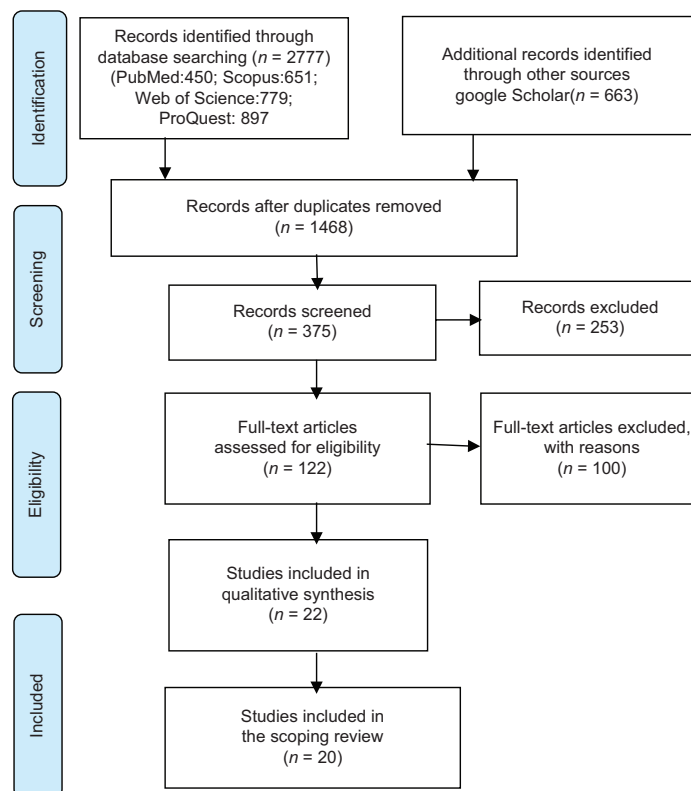 Identification
Records identified through
database searching (n = 2777)
(PubMed:450; Scopus:651;
Web of Science:779;
ProQuest: 897
Additional records identified
through other sources
google Scholar(n = 663)
Records after duplicates removed
(n = 1468)
Screening
Records screened
(n = 375)
Records excluded
(n = 253)
Eligibility
Full-text articles
assessed for eligibility
(n = 122)
Full-text articles excluded,
with reasons
(n = 100)
Studies included in
qualitative synthesis
(n = 22)
Included
Studies included in
the scoping review
(n = 20)